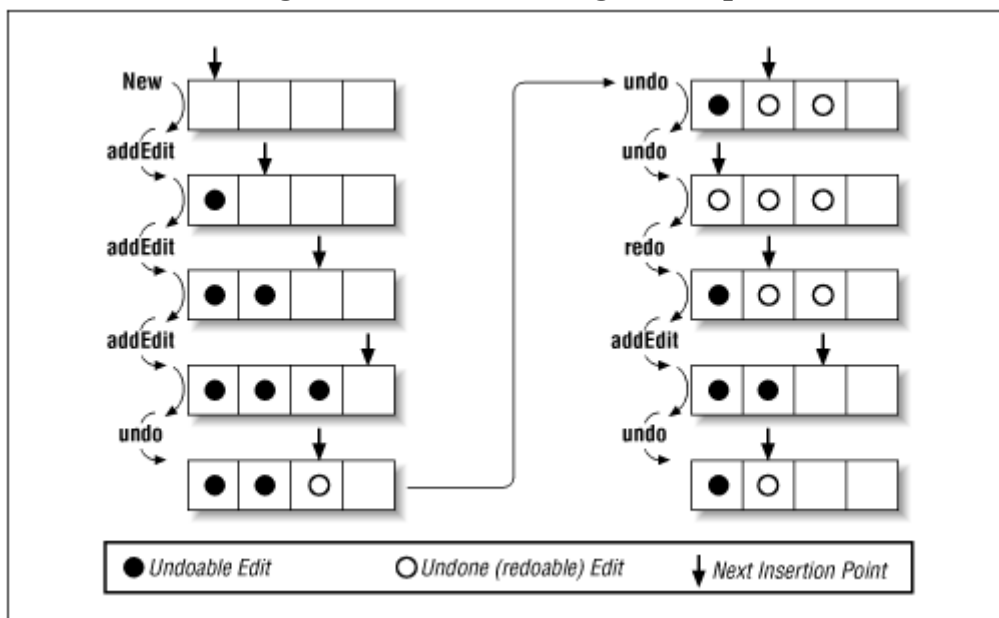 New
addEdit
addEdit
addEdit
undo
undo
undo
redo
addEdit
undo
Undoable Edit
Undone (redoable) Edit
Next Insertion Point